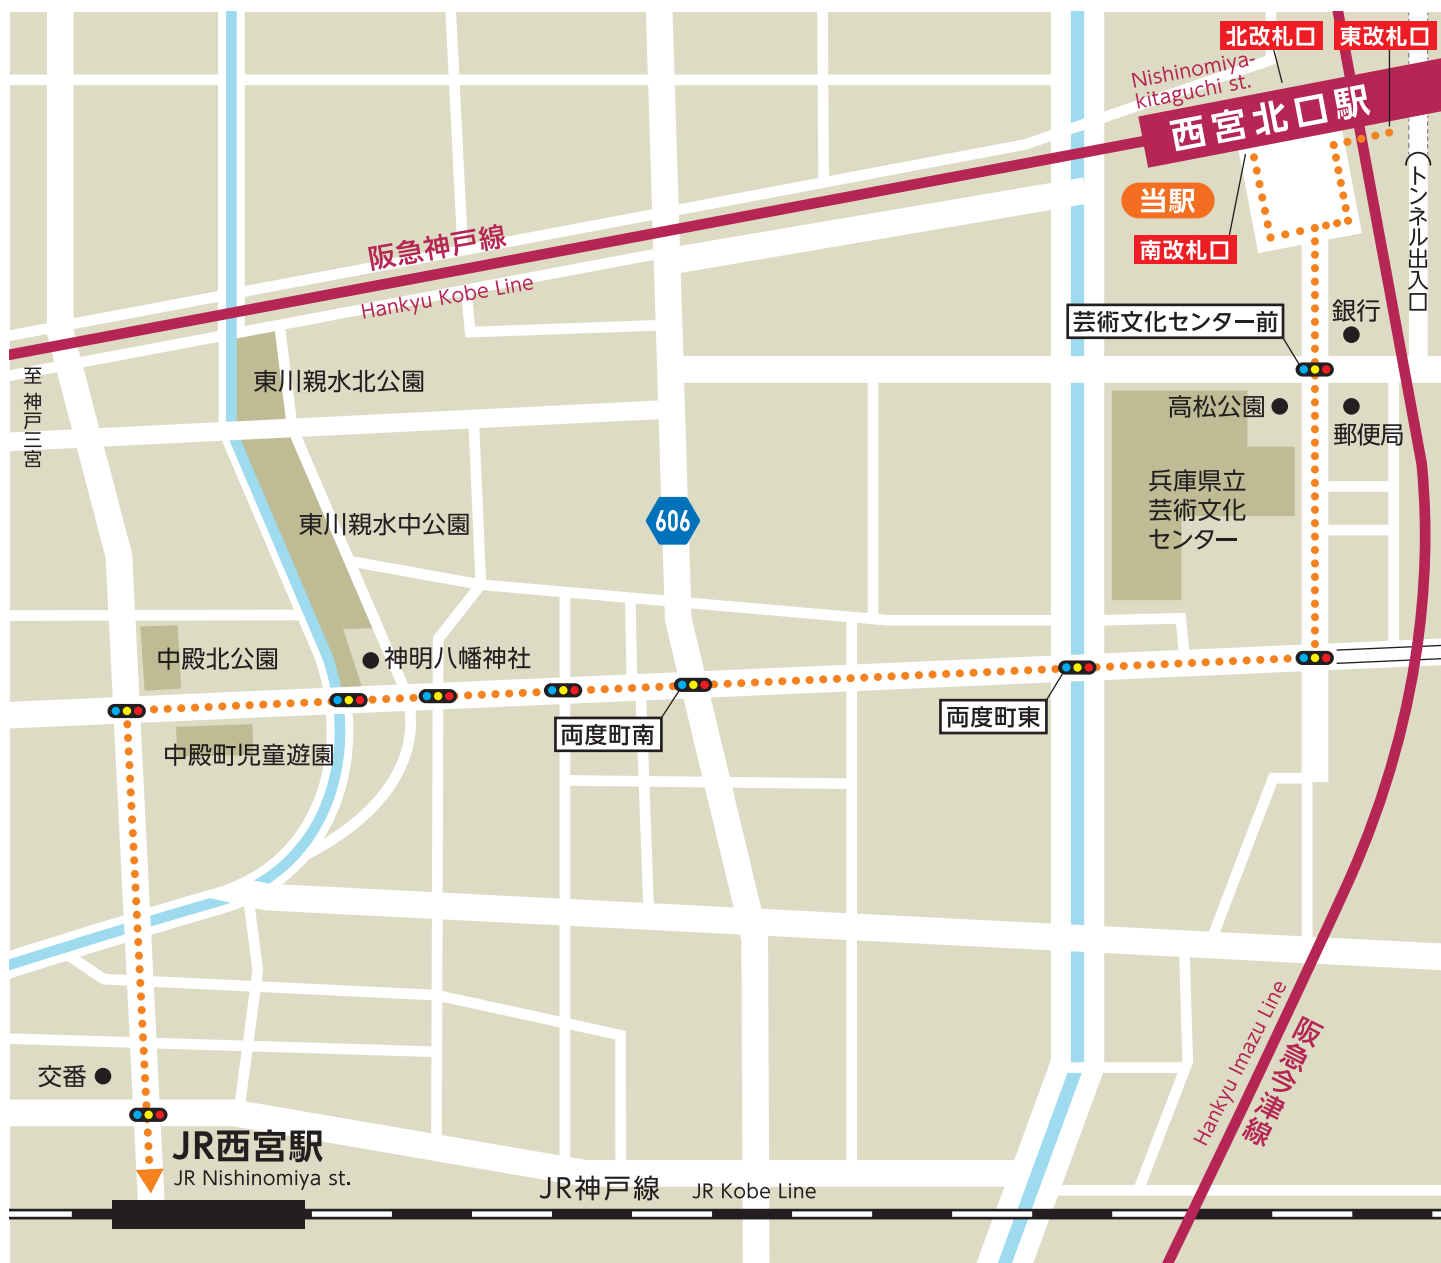 北改札口
東改札口
Nishinomiya-
kitaguchi st.
西宮北口駅
トンネル出入口
当駅
南改札口
阪急神戸線
Hankyu Kobe Line
芸術文化センター前
銀行
至 神戸三宮
東川親水北公園
高松公園
郵便局
兵庫県立
芸術文化
センター
606
東川親水中公園
中殿北公園
神明八幡神社
両度町南
両度町東
中殿町児童遊園
Hankyu Imazu Line
阪急今津線
交番
JR西宮駅
JR Nishinomiya st.
JR神戸線
JR Kobe Line